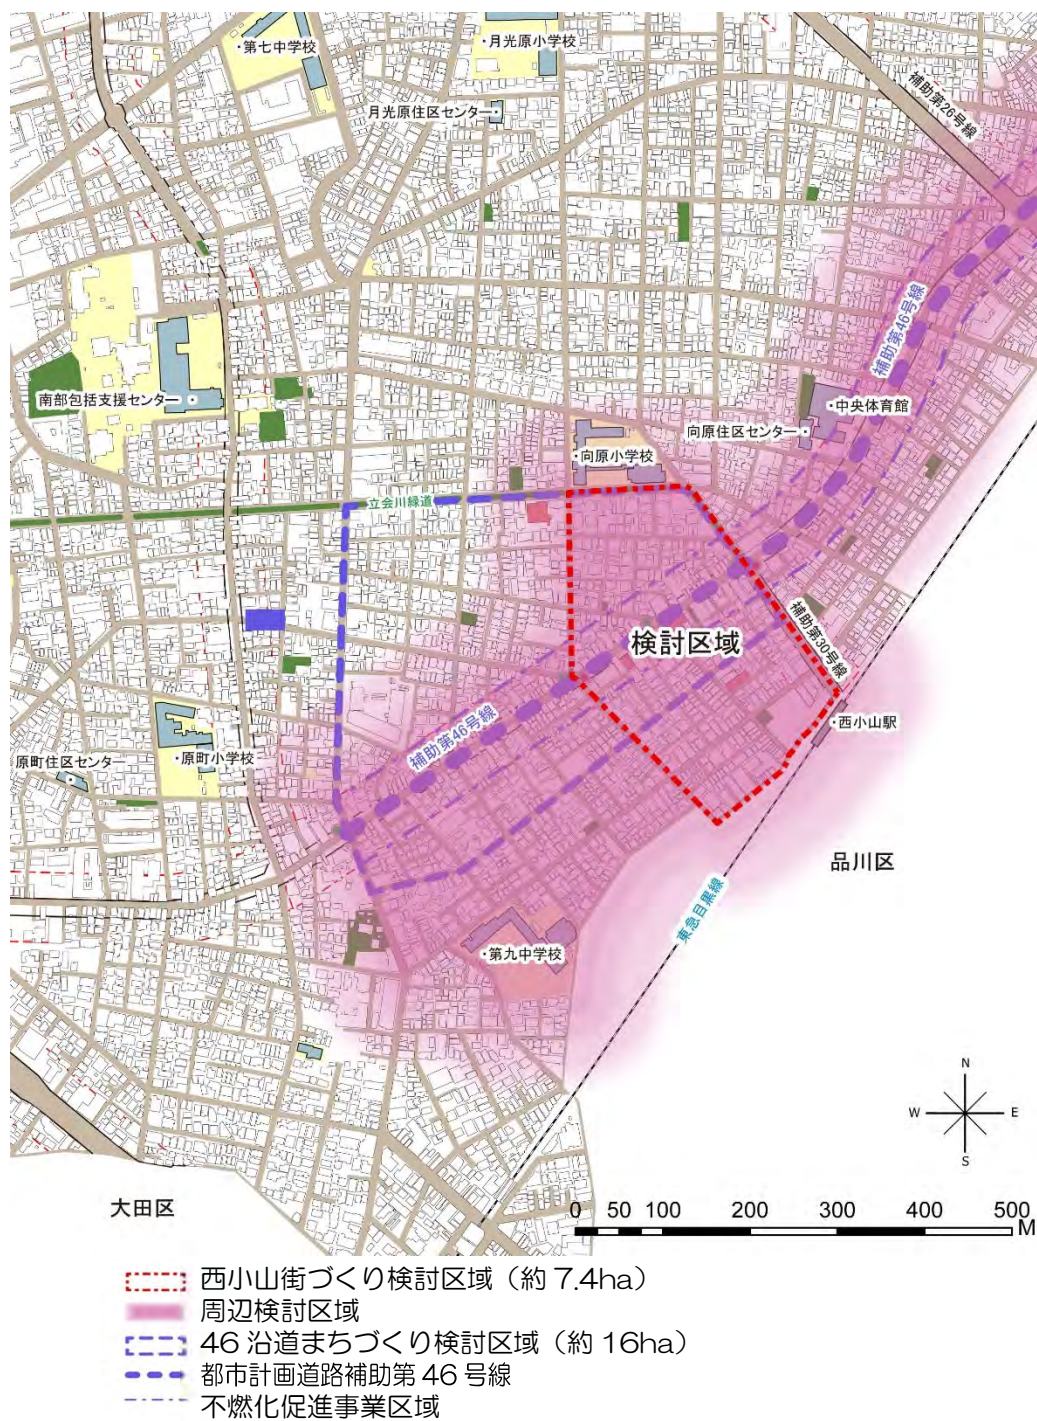 ・第七中学校
・月光原小学校
月光原住区センター・
補助第26号線
補助第46号線
南部包括支援センター ・
・中央体育館
向原住区センター・
・向原小学校
立会川緑道
検討区域
補助第30号線
・西小山駅
補助第46号線
原町住区センター
・原町小学校
品川区
東急目黒線
・第九中学校
N
W E
S
大田区
0 50 100 200 300 400 500
M
西小山街づくり検討区域（約 7.4ha）
周辺検討区域
46 沿道まちづくり検討区域（約 16ha）
都市計画道路補助第 46 号線
不燃化促進事業区域